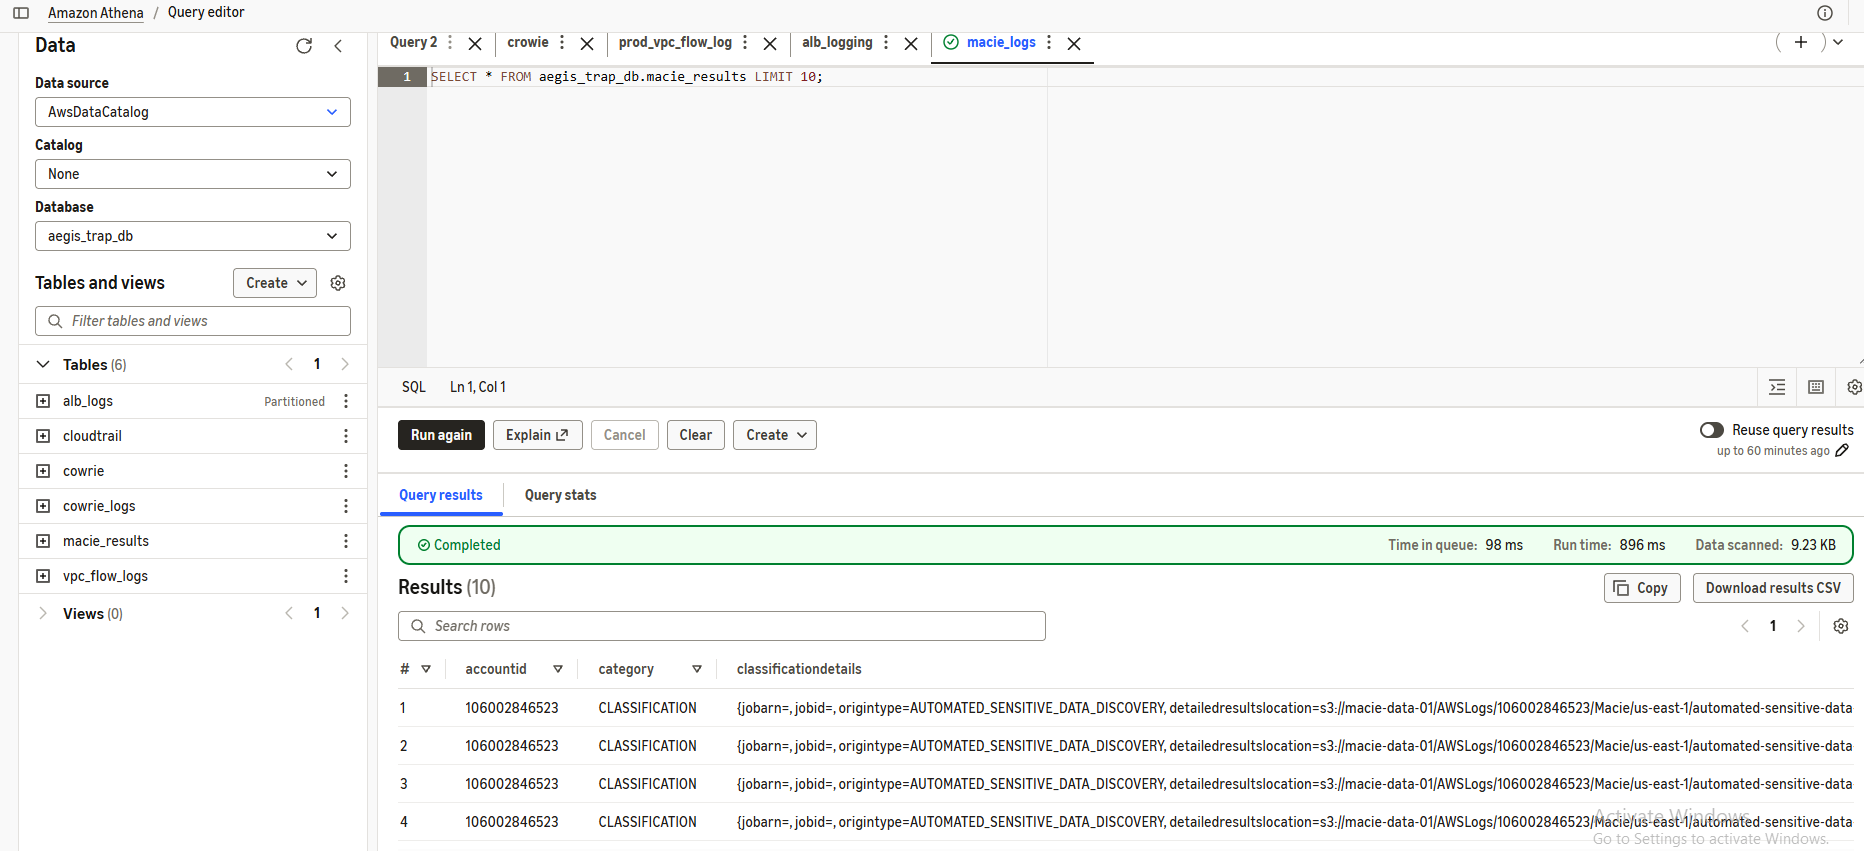 Amazon Athena / Query editor
Data
Data source
AwsDataCatalog
Catalog
None
Database
aegis_trap_db
Tables and views
Create
Filter tables and views
Tables (6)
1
alb_logs
Partitioned
cloudtrail
cowrie
cowrie_logs
macie_results
vpc_flow_logs
Views (0)
1
Query 2
crowie
prod_vpc_flow_log
alb_logging
macie_logs
1
SELECT * FROM aegis_trap_db.macie_results LIMIT 10;
SQL
Ln 1, Col 1
Run again
Explain
Cancel
Clear
Create
Reuse query results
up to 60 minutes ago
Query results
Query stats
Completed
Time in queue: 98 ms
Run time: 896 ms
Data scanned: 9.23 KB
Results (10)
Copy
Download results CSV
Search rows
1
# accountid category classificationdetails
1 106002846523 CLASSIFICATION {jobarn=, jobid=, origintype=AUTOMATED_SENSITIVE_DATA_DISCOVERY, detailedresultslocation=s3://macie-data-01/AWSLogs/106002846523/Macie/us-east-1/automated-sensitive-data-
2 106002846523 CLASSIFICATION {jobarn=, jobid=, origintype=AUTOMATED_SENSITIVE_DATA_DISCOVERY, detailedresultslocation=s3://macie-data-01/AWSLogs/106002846523/Macie/us-east-1/automated-sensitive-data-
3 106002846523 CLASSIFICATION {jobarn=, jobid=, origintype=AUTOMATED_SENSITIVE_DATA_DISCOVERY, detailedresultslocation=s3://macie-data-01/AWSLogs/106002846523/Macie/us-east-1/automated-sensitive-data-
4 106002846523 CLASSIFICATION {jobarn=, jobid=, origintype=AUTOMATED_SENSITIVE_DATA_DISCOVERY, detailedresultslocation=s3://macie-data-01/AWSLogs/106002846523/Macie/us-east-1/automated-sensitive-data-
Activate Windows
Go to Settings to activate Windows.